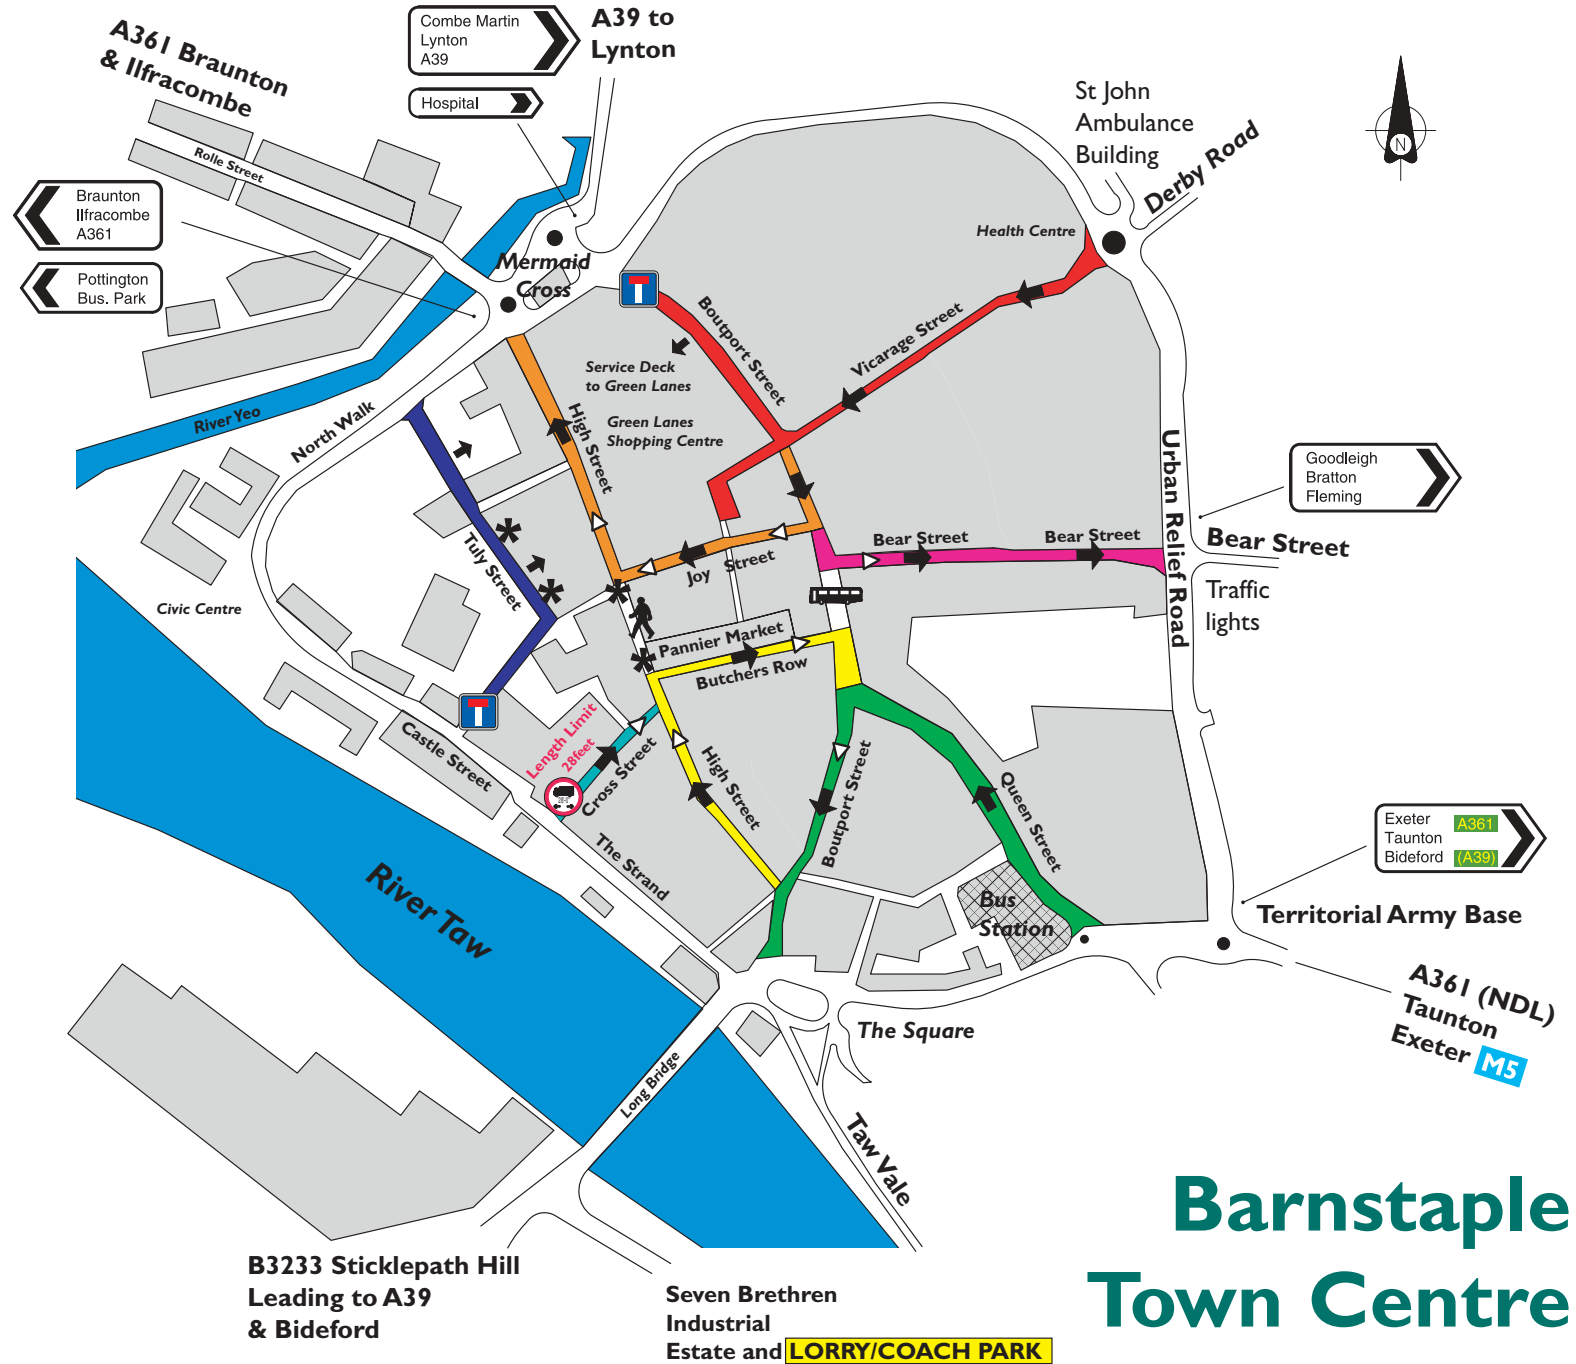 A361 Braunton
& Ilfracombe
Combe Martin
Lynton
A39
Hospital
A39 to
Lynton
St John
Ambulance
Building
Derby Road
N
Rolle Street
Braunton
Ilfracombe
A361
Pottington
Bus. Park
Mermaid
Cross
Health Centre
Boutport Street
Vicarage Street
Service Deck
to Green Lanes
Green Lanes
Shopping Centre
High Street
River Yeo
North Walk
Urban Relief Road
Goodleigh
Bratton
Fleming
Bear Street
Bear Street
Bear Street
Traffic
lights
Tuly Street
Joy Street
Civic Centre
Pannier Market
Butchers Row
Length Limit
28feet
Cross Street
Castle Street
High Street
Boutport Street
Queen Street
The Strand
Exeter A361
Taunton
Bideford (A39)
Bus
Station
Territorial Army Base
River Taw
A361 (NDL)
Taunton
Exeter M5
The Square
Long Bridge
Taw Vale
Barnstaple
Town Centre
B3233 Sticklepath Hill
Leading to A39
& Bideford
Seven Brethren
Industrial
Estate and LORRY/COACH PARK